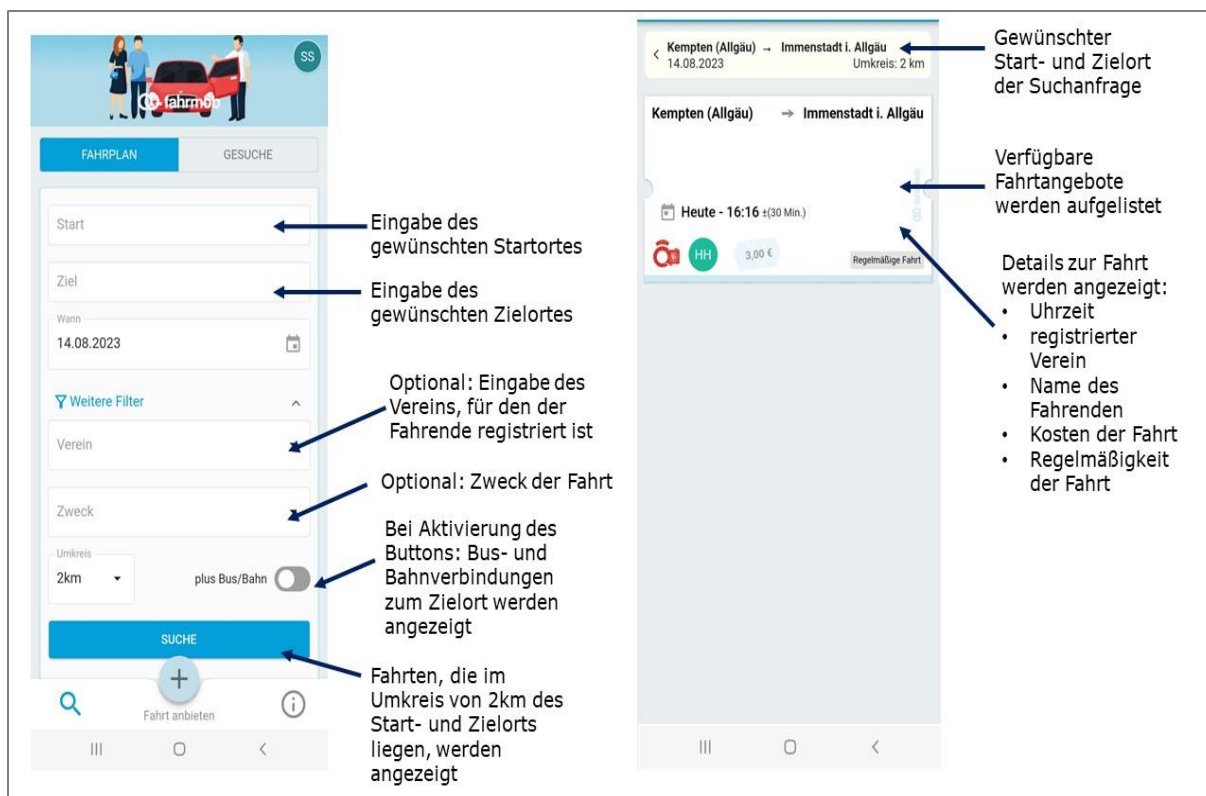 SS
fahrmob
FAHRPLAN
GESUCHE
Start
Ziel
Wann
14.08.2023
Weitere Filter
Verein
Zweck
Umkreis
2km
plus Bus/Bahn
SUCHE
+
Fahrt anbieten
Eingabe des
gewünschten Startortes
Eingabe des
gewünschten Zielortes
Optional: Eingabe des
Vereins, für den der
Fahrende registriert ist
Optional: Zweck der Fahrt
Bei Aktivierung des
Buttons: Bus- und
Bahnverbindungen
zum Zielort werden
angezeigt
Fahrten, die im
Umkreis von 2km des
Start- und Zielorts
liegen, werden
angezeigt
Kempten (Allgäu) → Immenstadt i. Allgäu
14.08.2023 Umkreis: 2 km
Kempten (Allgäu) → Immenstadt i. Allgäu
fahrmob
Heute - 16:16 ±(30 Min.)
HH
3,00 €
Regelmäßige Fahrt
Gewünschter
Start- und Zielort
der Suchanfrage
Verfügbare
Fahrtangebote
werden aufgelistet
Details zur Fahrt
werden angezeigt:
• Uhrzeit
• registrierter
Verein
• Name des
Fahrenden
• Kosten der Fahrt
• Regelmäßigkeit
der Fahrt